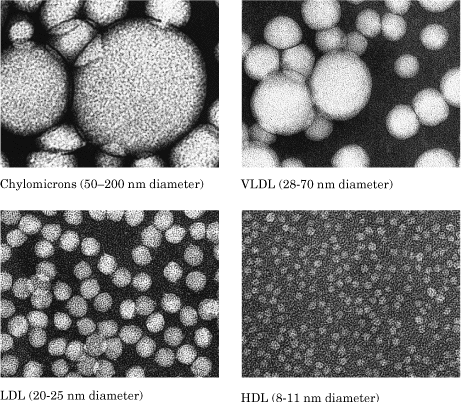 Chylomicrons (50–200 nm diameter)
VLDL (28-70 nm diameter)
LDL (20-25 nm diameter)
HDL (8-11 nm diameter)